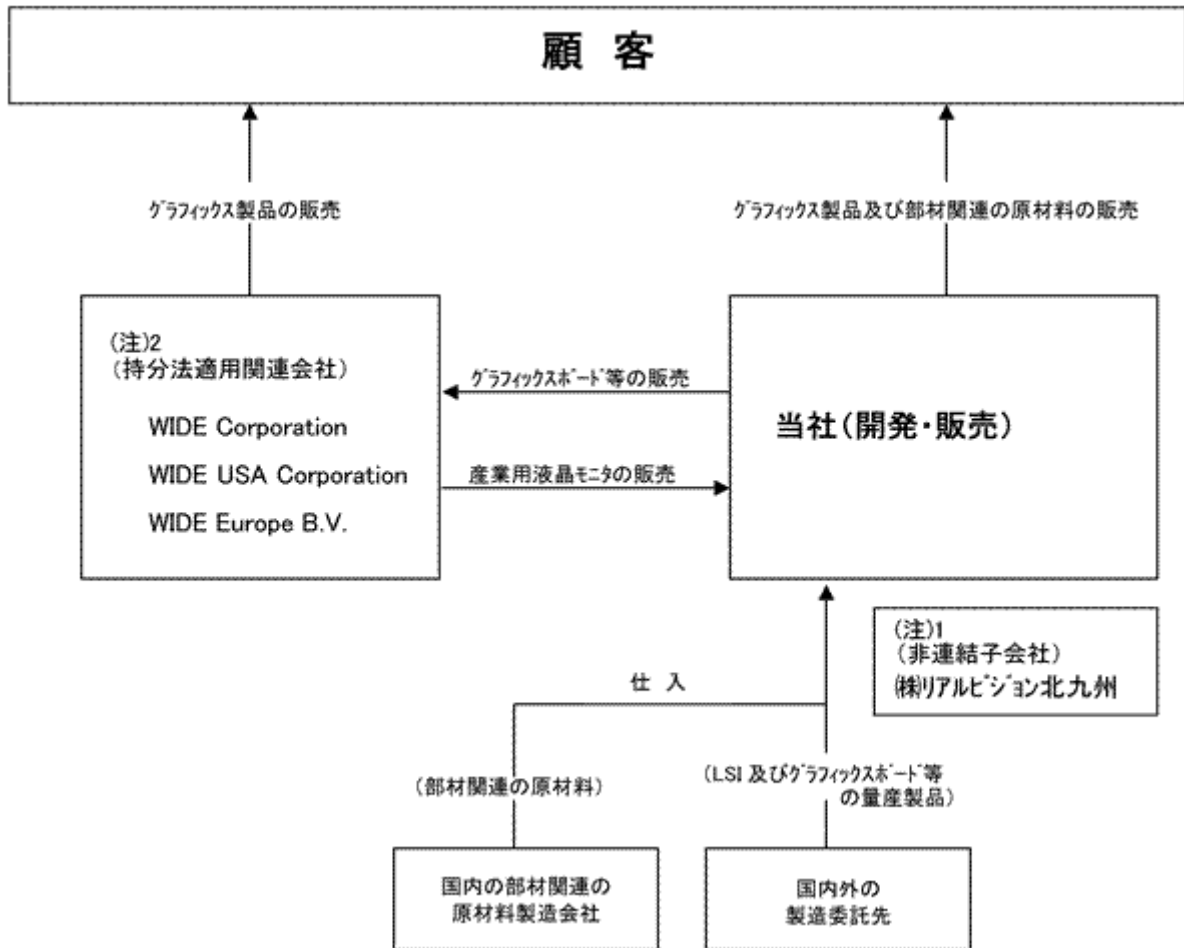 顧 客
グラフィックス製品の販売
グラフィックス製品及び部材関連の原材料の販売
(注)2
(持分法適用関連会社)
WIDE Corporation
WIDE USA Corporation
WIDE Europe B.V.
グラフィックスボード等の販売
産業用液晶モニタの販売
当社(開発・販売)
(注)1
(非連結子会社)
㈱リアルビジョン北九州
仕 入
(部材関連の原材料)
(LSI 及びグラフィックスボード等
の量産製品)
国内の部材関連の
原材料製造会社
国内外の
製造委託先